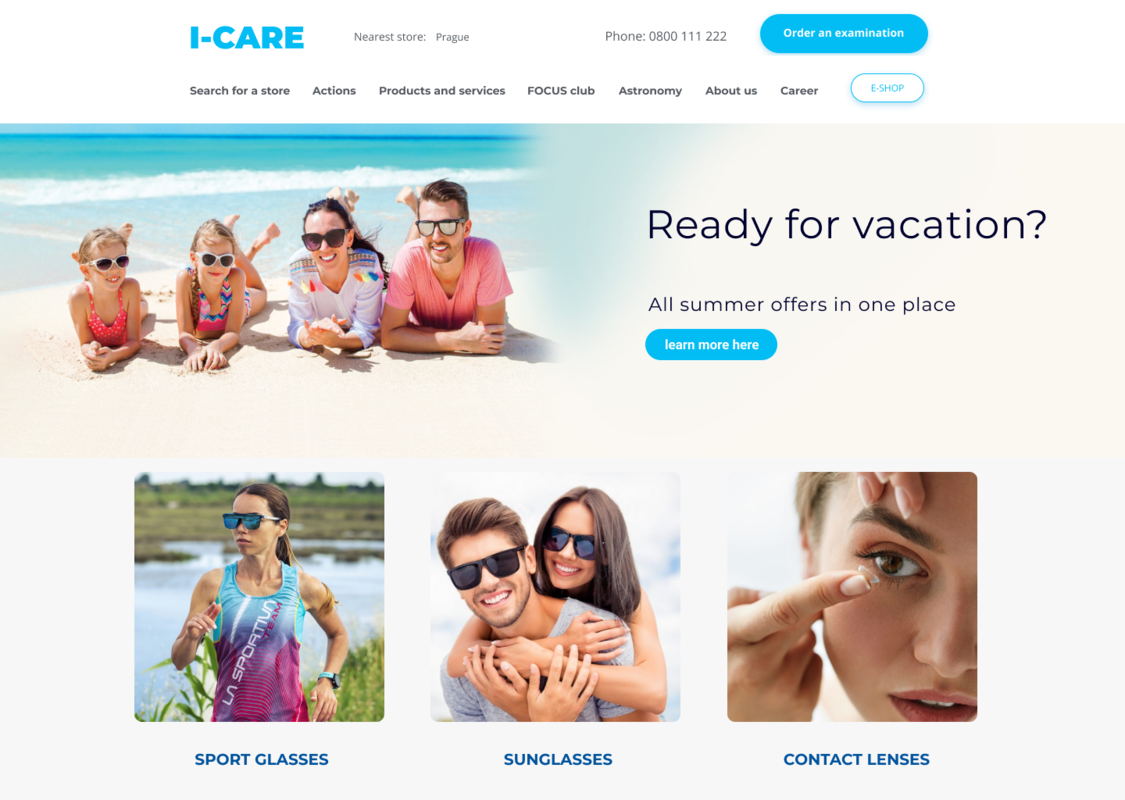 I-CARE
Nearest store: Prague
Phone: 0800 111 222
Order an examination
Search for a store
Actions
Products and services
FOCUS club
Astronomy
About us
Career
E-SHOP
Ready for vacation?
All summer offers in one place
learn more here
LA SPORTIVA
TEAM
SPORT GLASSES
SUNGLASSES
CONTACT LENSES